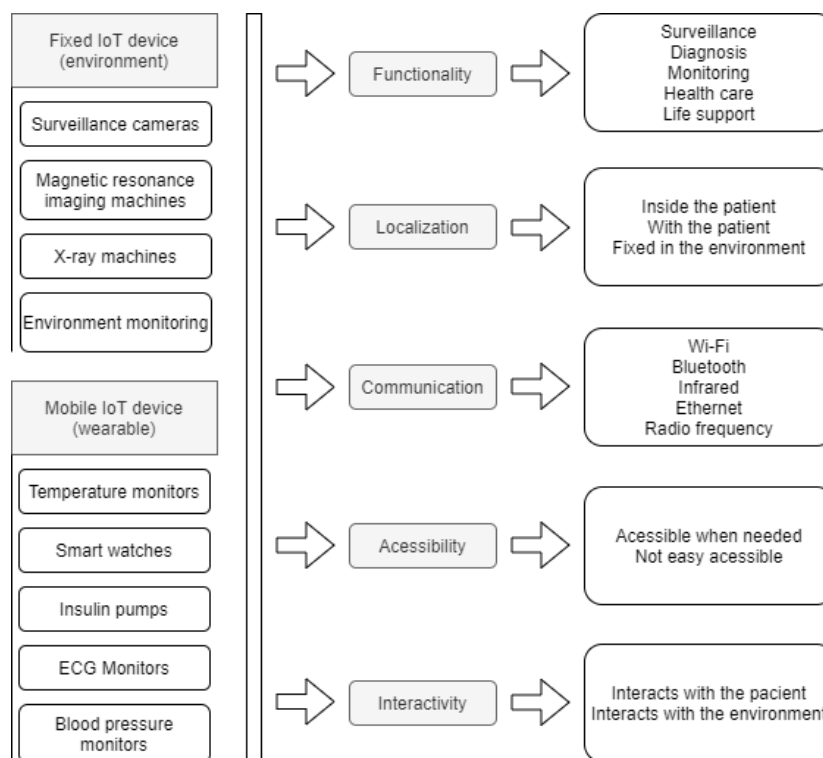 Fixed IoT device
(environment)
Surveillance cameras
Magnetic resonance
imaging machines
X-ray machines
Environment monitoring
Mobile IoT device
(wearable)
Temperature monitors
Smart watches
Insulin pumps
ECG Monitors
Blood pressure
monitors
Functionality
Surveillance
Diagnosis
Monitoring
Health care
Life support
Localization
Inside the patient
With the patient
Fixed in the environment
Communication
Wi-Fi
Bluetooth
Infrared
Ethernet
Radio frequency
Acessibility
Acessible when needed
Not easy acessible
Interactivity
Interacts with the pacient
Interacts with the environment